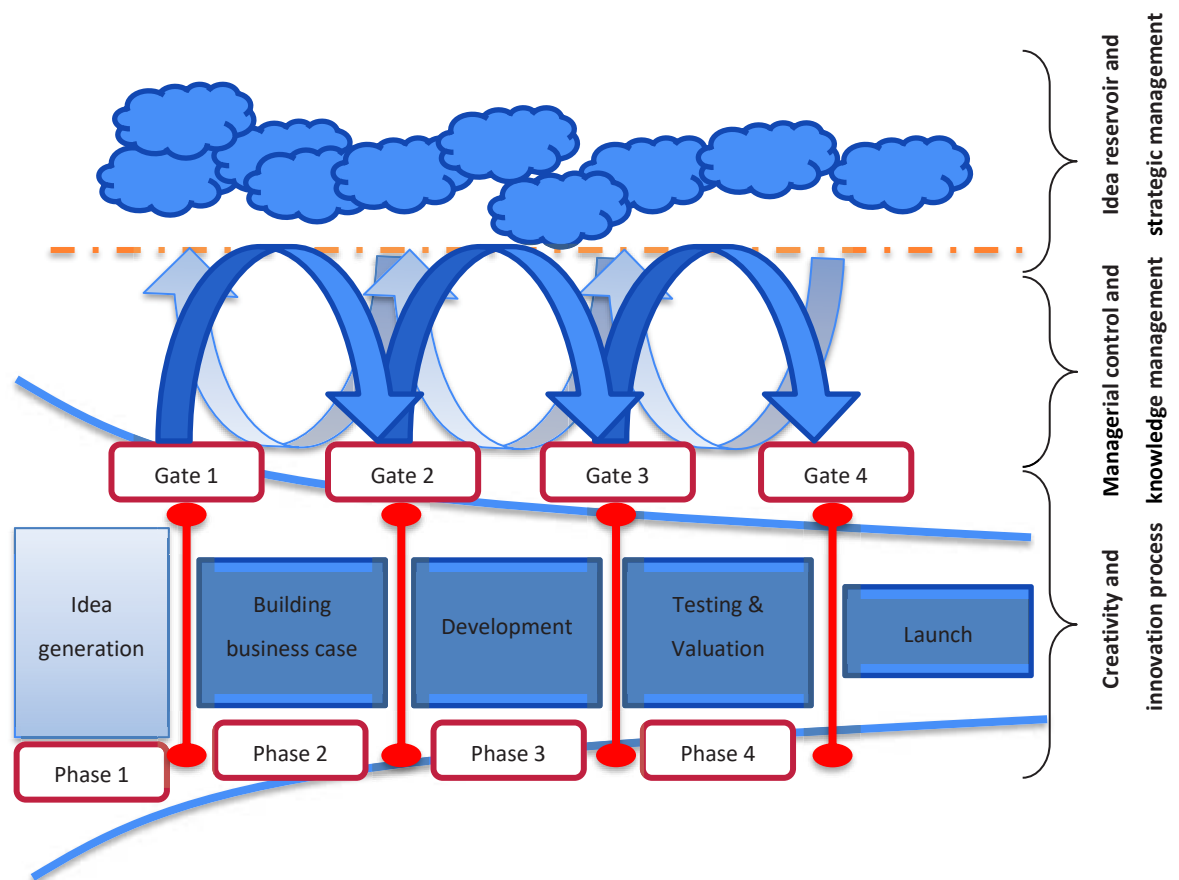 Idea reservoir and
strategic management
Managerial control and
knowledge management
Creativity and
innovation process
Gate 1
Gate 2
Gate 3
Gate 4
Idea
generation
Building
business case
Development
Testing &
Valuation
Launch
Phase 1
Phase 2
Phase 3
Phase 4